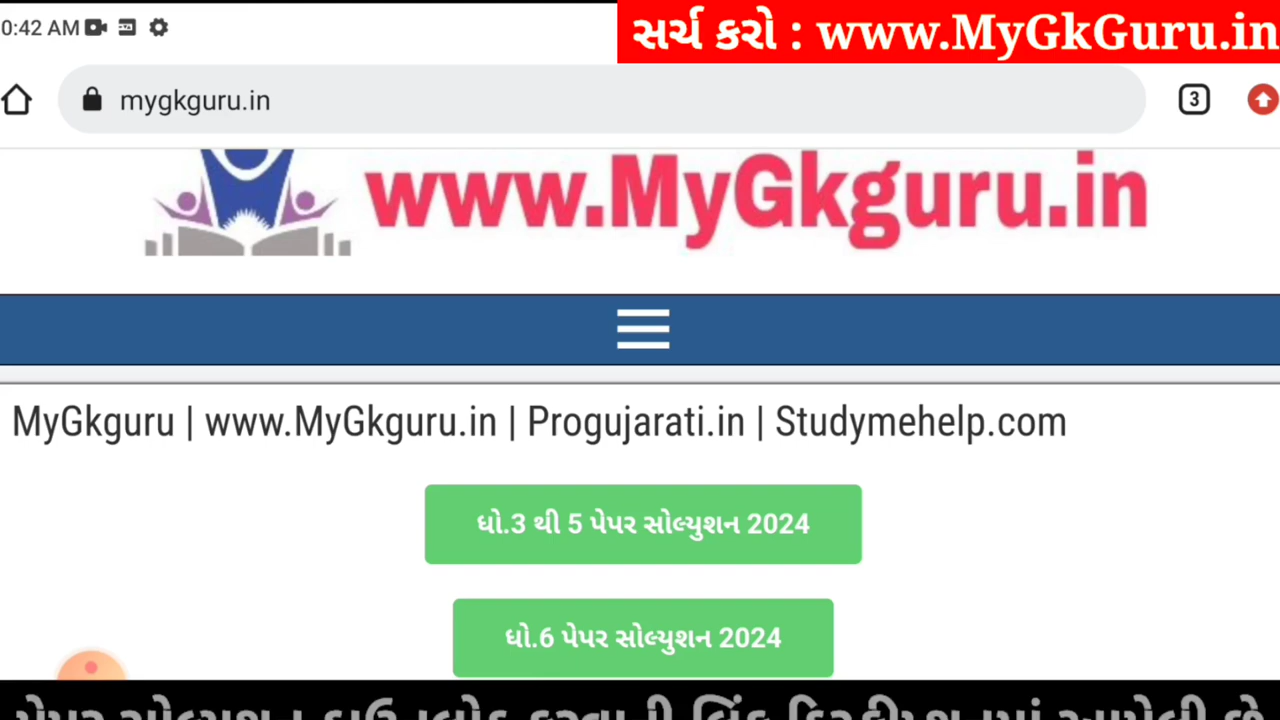 0:42 AM
સર્ચ કરો : www.MyGkGuru.in
mygkguru.in
3
www.MyGkguru.in
MyGkguru | www.MyGkguru.in | Progujarati.in | Studymehelp.com
ધો.3 થી 5 પેપર સોલ્યુશન 2024
ધો.6 પેપર સોલ્યુશન 2024